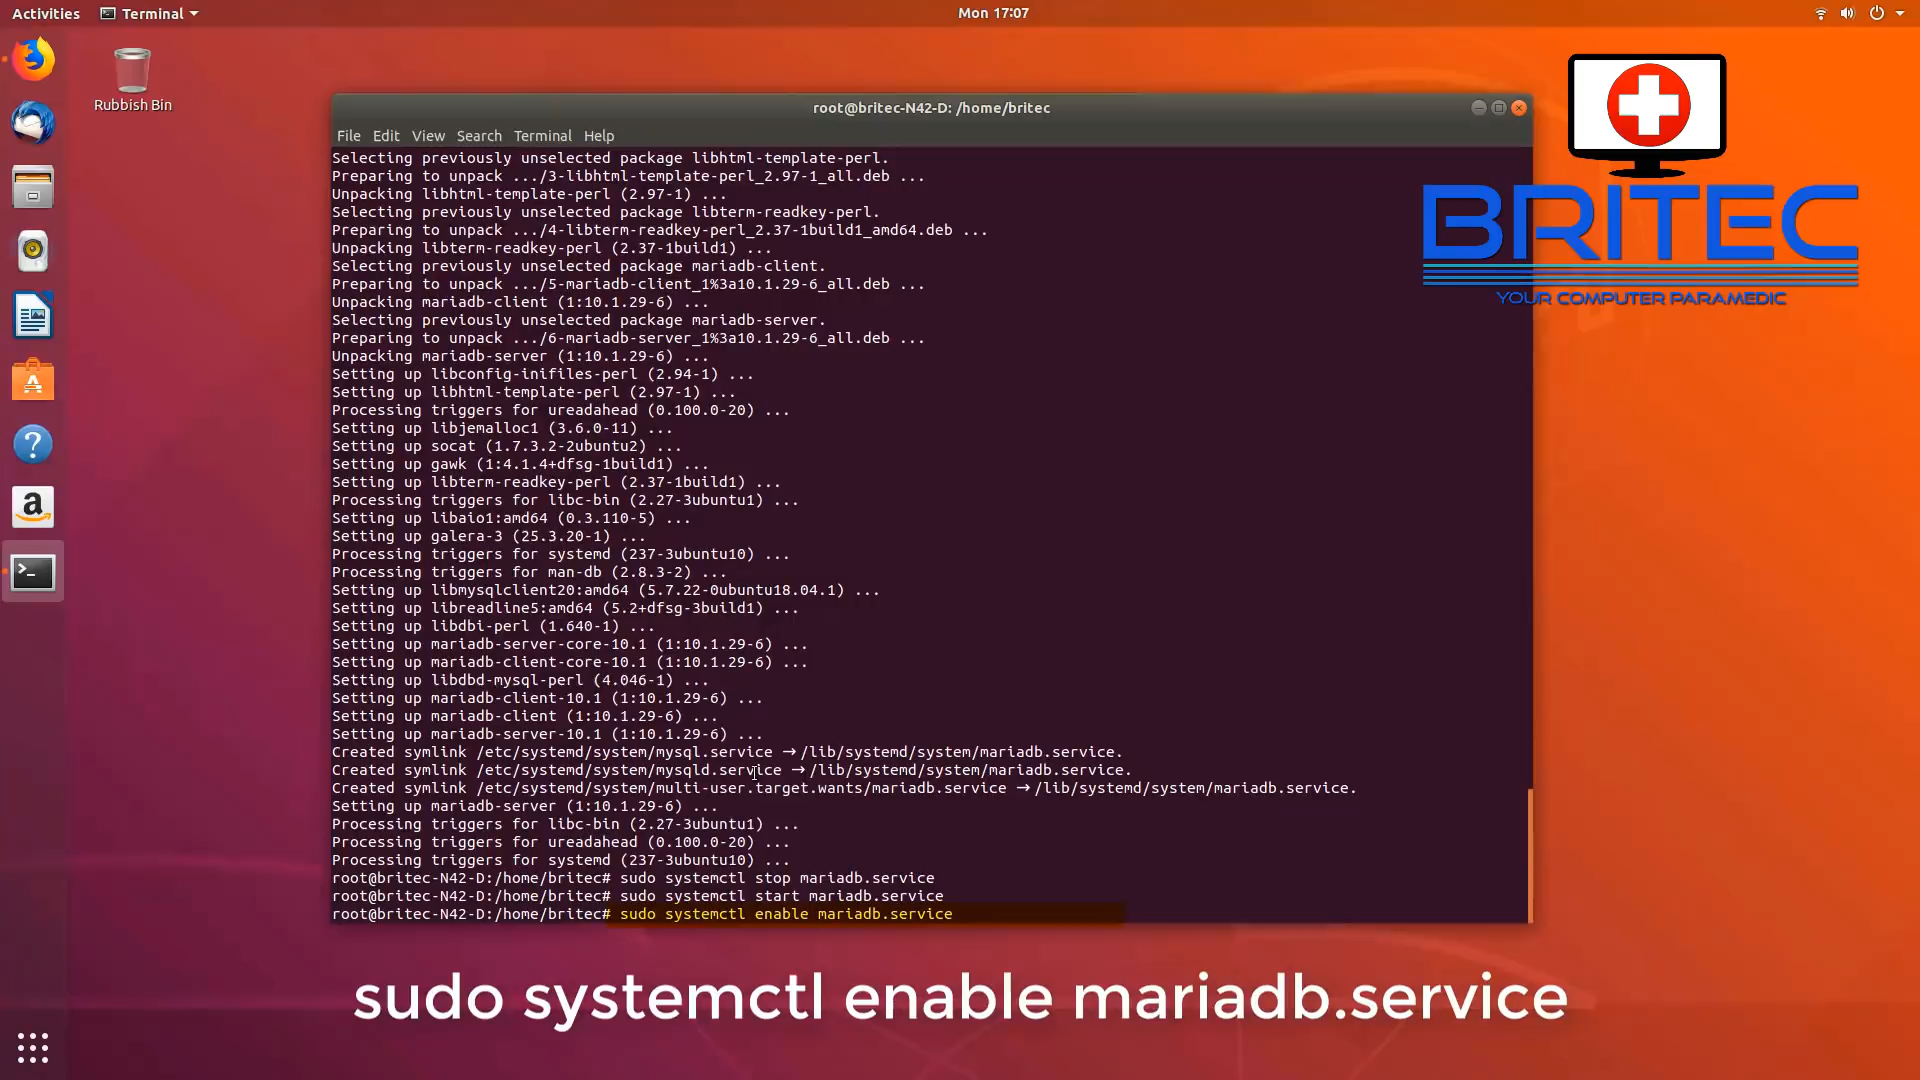 Activities Terminal Mon 17:07
Rubbish Bin
root@britec-N42-D: /home/britec
File Edit View Search Terminal Help
Selecting previously unselected package libhtml-template-perl.
Preparing to unpack .../3-libhtml-template-perl_2.97-1_all.deb ...
Unpacking libhtml-template-perl (2.97-1) ...
Selecting previously unselected package libterm-readkey-perl.
Preparing to unpack .../4-libterm-readkey-perl_2.37-1build1_amd64.deb ...
Unpacking libterm-readkey-perl (2.37-1build1) ...
Selecting previously unselected package mariadb-client.
Preparing to unpack .../5-mariadb-client_1%3a10.1.29-6_all.deb ...
Unpacking mariadb-client (1:10.1.29-6) ...
Selecting previously unselected package mariadb-server.
Preparing to unpack .../6-mariadb-server_1%3a10.1.29-6_all.deb ...
Unpacking mariadb-server (1:10.1.29-6) ...
Setting up libconfig-inifiles-perl (2.94-1) ...
Setting up libhtml-template-perl (2.97-1) ...
Processing triggers for ureadahead (0.100.0-20) ...
Setting up libjemalloc1 (3.6.0-11) ...
Setting up socat (1.7.3.2-2ubuntu2) ...
Setting up gawk (1:4.1.4+dfsg-1build1) ...
Setting up libterm-readkey-perl (2.37-1build1) ...
Processing triggers for libc-bin (2.27-3ubuntu1) ...
Setting up libaio1:amd64 (0.3.110-5) ...
Setting up galera-3 (25.3.20-1) ...
Processing triggers for systemd (237-3ubuntu10) ...
Processing triggers for man-db (2.8.3-2) ...
Setting up libmysqlclient20:amd64 (5.7.22-0ubuntu18.04.1) ...
Setting up libreadline5:amd64 (5.2+dfsg-3build1) ...
Setting up libdbi-perl (1.640-1) ...
Setting up mariadb-server-core-10.1 (1:10.1.29-6) ...
Setting up mariadb-client-core-10.1 (1:10.1.29-6) ...
Setting up libdbd-mysql-perl (4.046-1) ...
Setting up mariadb-client-10.1 (1:10.1.29-6) ...
Setting up mariadb-client (1:10.1.29-6) ...
Setting up mariadb-server-10.1 (1:10.1.29-6) ...
Created symlink /etc/systemd/system/mysql.service → /lib/systemd/system/mariadb.service.
Created symlink /etc/systemd/system/mysqld.service → /lib/systemd/system/mariadb.service.
Created symlink /etc/systemd/system/multi-user.target.wants/mariadb.service → /lib/systemd/system/mariadb.service.
Setting up mariadb-server (1:10.1.29-6) ...
Processing triggers for libc-bin (2.27-3ubuntu1) ...
Processing triggers for ureadahead (0.100.0-20) ...
Processing triggers for systemd (237-3ubuntu10) ...
root@britec-N42-D:/home/britec# sudo systemctl stop mariadb.service
root@britec-N42-D:/home/britec# sudo systemctl start mariadb.service
root@britec-N42-D:/home/britec# sudo systemctl enable mariadb.service
BRITEC
YOUR COMPUTER PARAMEDIC
sudo systemctl enable mariadb.service